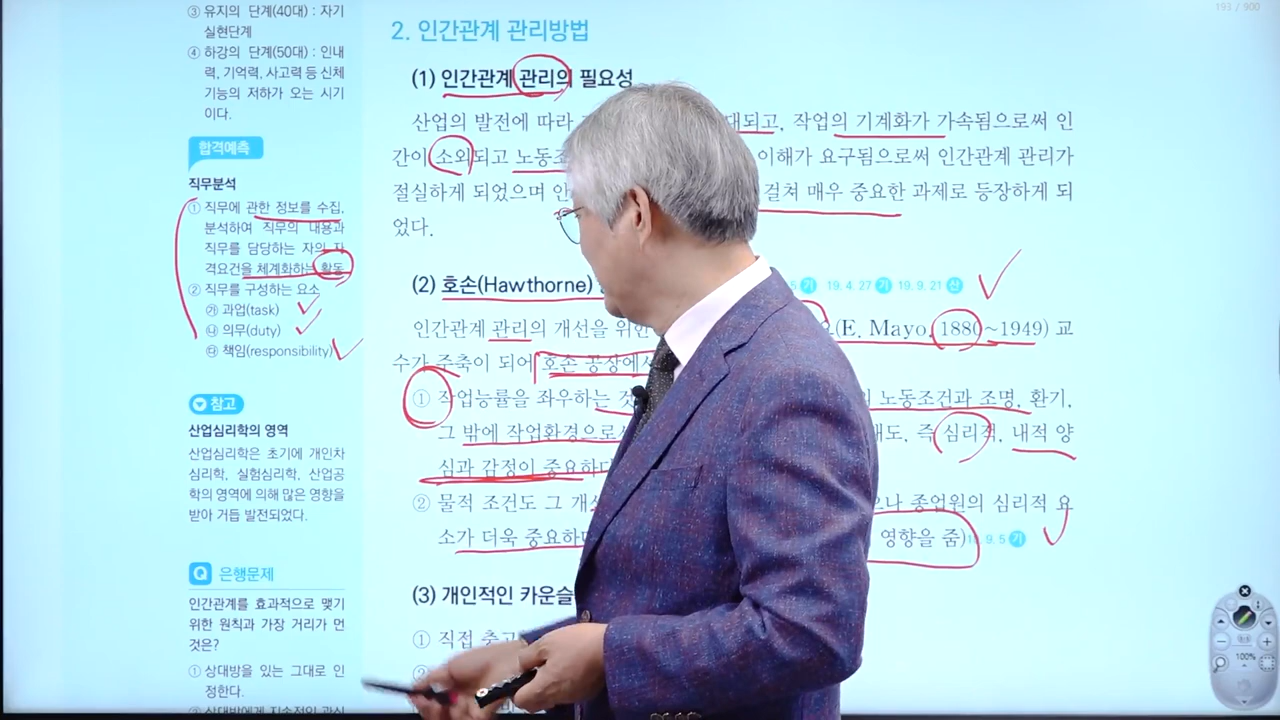 193 / 900
③ 유지의 단계(40대) : 자기
실현단계
④ 하강의 단계(50대) : 인내
력, 기억력, 사고력 등 신체
기능의 저하가 오는 시기
이다.
합격예측
직무분석
① 직무에 관한 정보를 수집,
분석하여 직무의 내용과
직무를 담당하는 자의 자
격요건을 체계화하는 활동
② 직무를 구성하는 요소
㉮ 과업(task)
㉯ 의무(duty)
㉰ 책임(responsibility)
참고
산업심리학의 영역
산업심리학은 초기에 개인차
심리학, 실험심리학, 산업공
학의 영역에 의해 많은 영향을
받아 거듭 발전되었다.
Q 은행문제
인간관계를 효과적으로 맺기
위한 원칙과 가장 거리가 먼
것은?
① 상대방을 있는 그대로 인
정한다.
2. 인간관계 관리방법
(1) 인간관계 관리의 필요성
산업의 발전에 따라 대되고, 작업의 기계화가 가속됨으로써 인
간이 소외되고 노동조 이해가 요구됨으로써 인간관계 관리가
절실하게 되었으며 걸쳐 매우 중요한 과제로 등장하게 되
었다.
(2) 호손(Hawthorne) 5 기 19. 4. 27 기 19. 9. 21 산
인간관계 관리의 개선을 위한 (E. Mayo, 1880~1949) 교
수가 주축이 되어 호손 공장에서
① 작업능률을 좌우하는 것 노동조건과 조명, 환기,
그 밖에 작업환경으로서 태도, 즉 심리적, 내적 양
심과 감정이 중요하다
② 물적 조건도 그 개 으나 종업원의 심리적 요
소가 더욱 중요하다 영향을 줌) 9. 5 기
(3) 개인적인 카운슬
① 직접 충고
②
100%